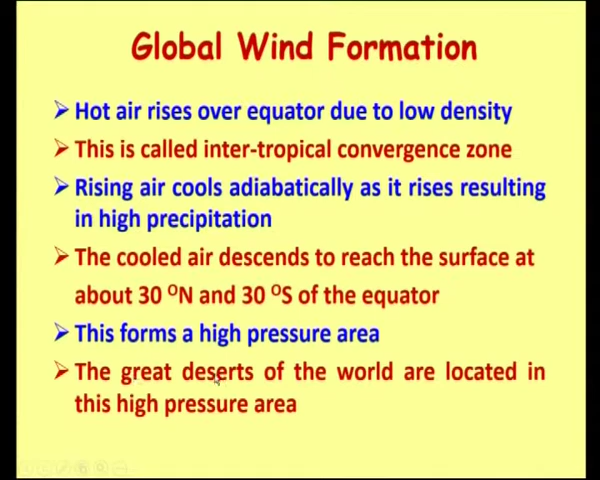 Global Wind Formation
➢ Hot air rises over equator due to low density
➢ This is called inter-tropical convergence zone
➢ Rising air cools adiabatically as it rises resulting
in high precipitation
➢ The cooled air descends to reach the surface at
about 30 ᴼN and 30 ᴼS of the equator
➢ This forms a high pressure area
➢ The great deserts of the world are located in
this high pressure area